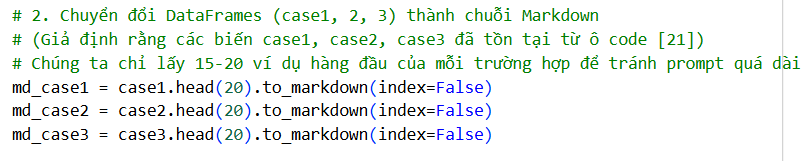 # 2. Chuyển đổi DataFrames (case1, 2, 3) thành chuỗi Markdown
# (Giả định rằng các biến case1, case2, case3 đã tồn tại từ ô code [21])
# Chúng ta chỉ lấy 15-20 ví dụ hàng đầu của mỗi trường hợp để tránh prompt quá dài
md_case1 = case1.head(20).to_markdown(index=False)
md_case2 = case2.head(20).to_markdown(index=False)
md_case3 = case3.head(20).to_markdown(index=False)